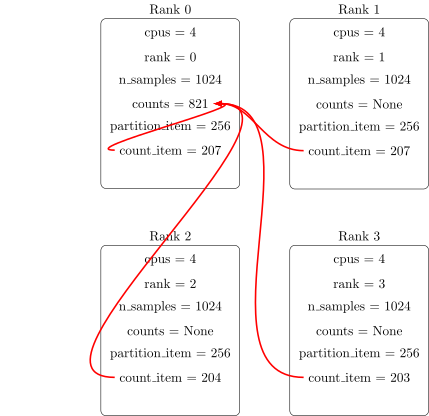 Rank 0
cpus = 4
rank = 0
n_samples = 1024
counts = 821
partition_item = 256
count_item = 207
Rank 1
cpus = 4
rank = 1
n_samples = 1024
counts = None
partition_item = 256
count_item = 207
Rank 2
cpus = 4
rank = 2
n_samples = 1024
counts = None
partition_item = 256
count_item = 204
Rank 3
cpus = 4
rank = 3
n_samples = 1024
counts = None
partition_item = 256
count_item = 203